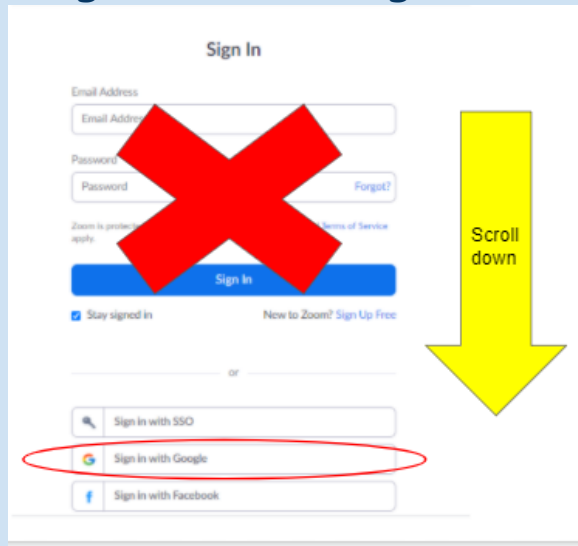 Sign In
Email Address
Email Addre
Password
Password Forgot?
Zoom is protec Terms of Service
apply.
Sign In
Stay signed in New to Zoom? Sign Up Free
or
Sign in with SSO
Sign in with Google
Sign in with Facebook
Scroll
down